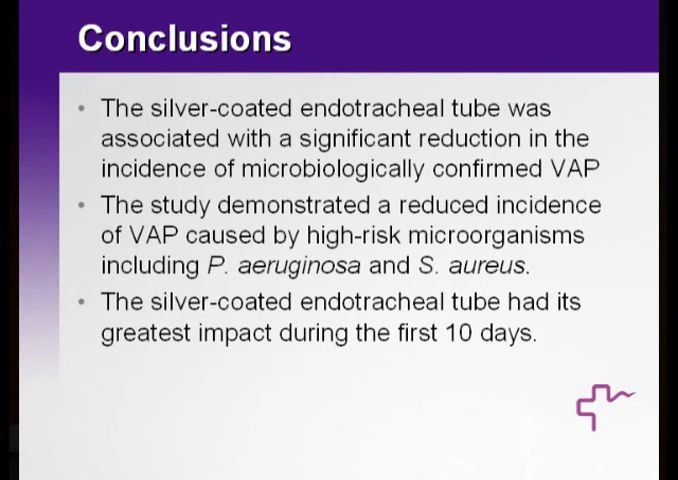 Conclusions
• The silver-coated endotracheal tube was
associated with a significant reduction in the
incidence of microbiologically confirmed VAP
• The study demonstrated a reduced incidence
of VAP caused by high-risk microorganisms
including P. aeruginosa and S. aureus.
• The silver-coated endotracheal tube had its
greatest impact during the first 10 days.